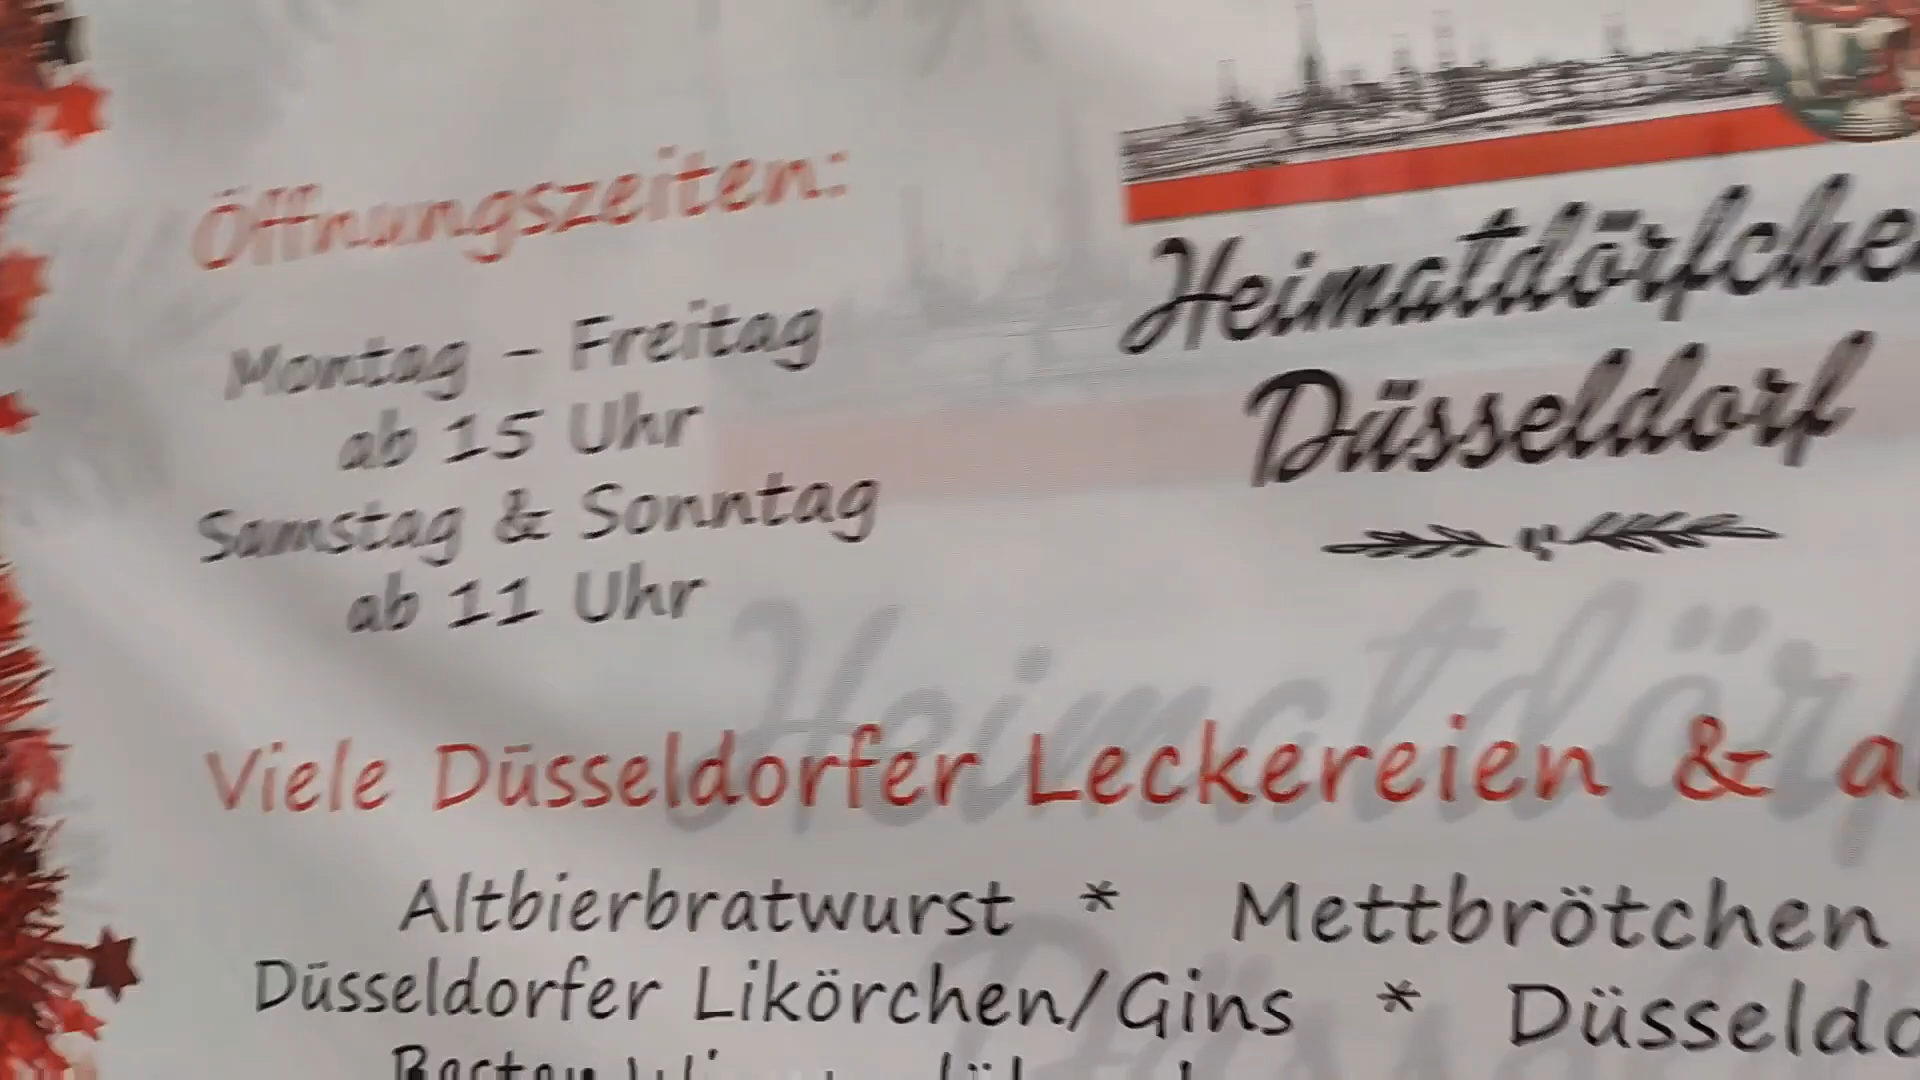 Öffnungszeiten:
Montag - Freitag
ab 15 Uhr
Samstag & Sonntag
ab 11 Uhr
Heimatdörfche
Düsseldorf
Viele Düsseldorfer Leckereien & a
Altbierbratwurst * Mettbrötchen
Düsseldorfer Likörchen/Gins * Düsseldo